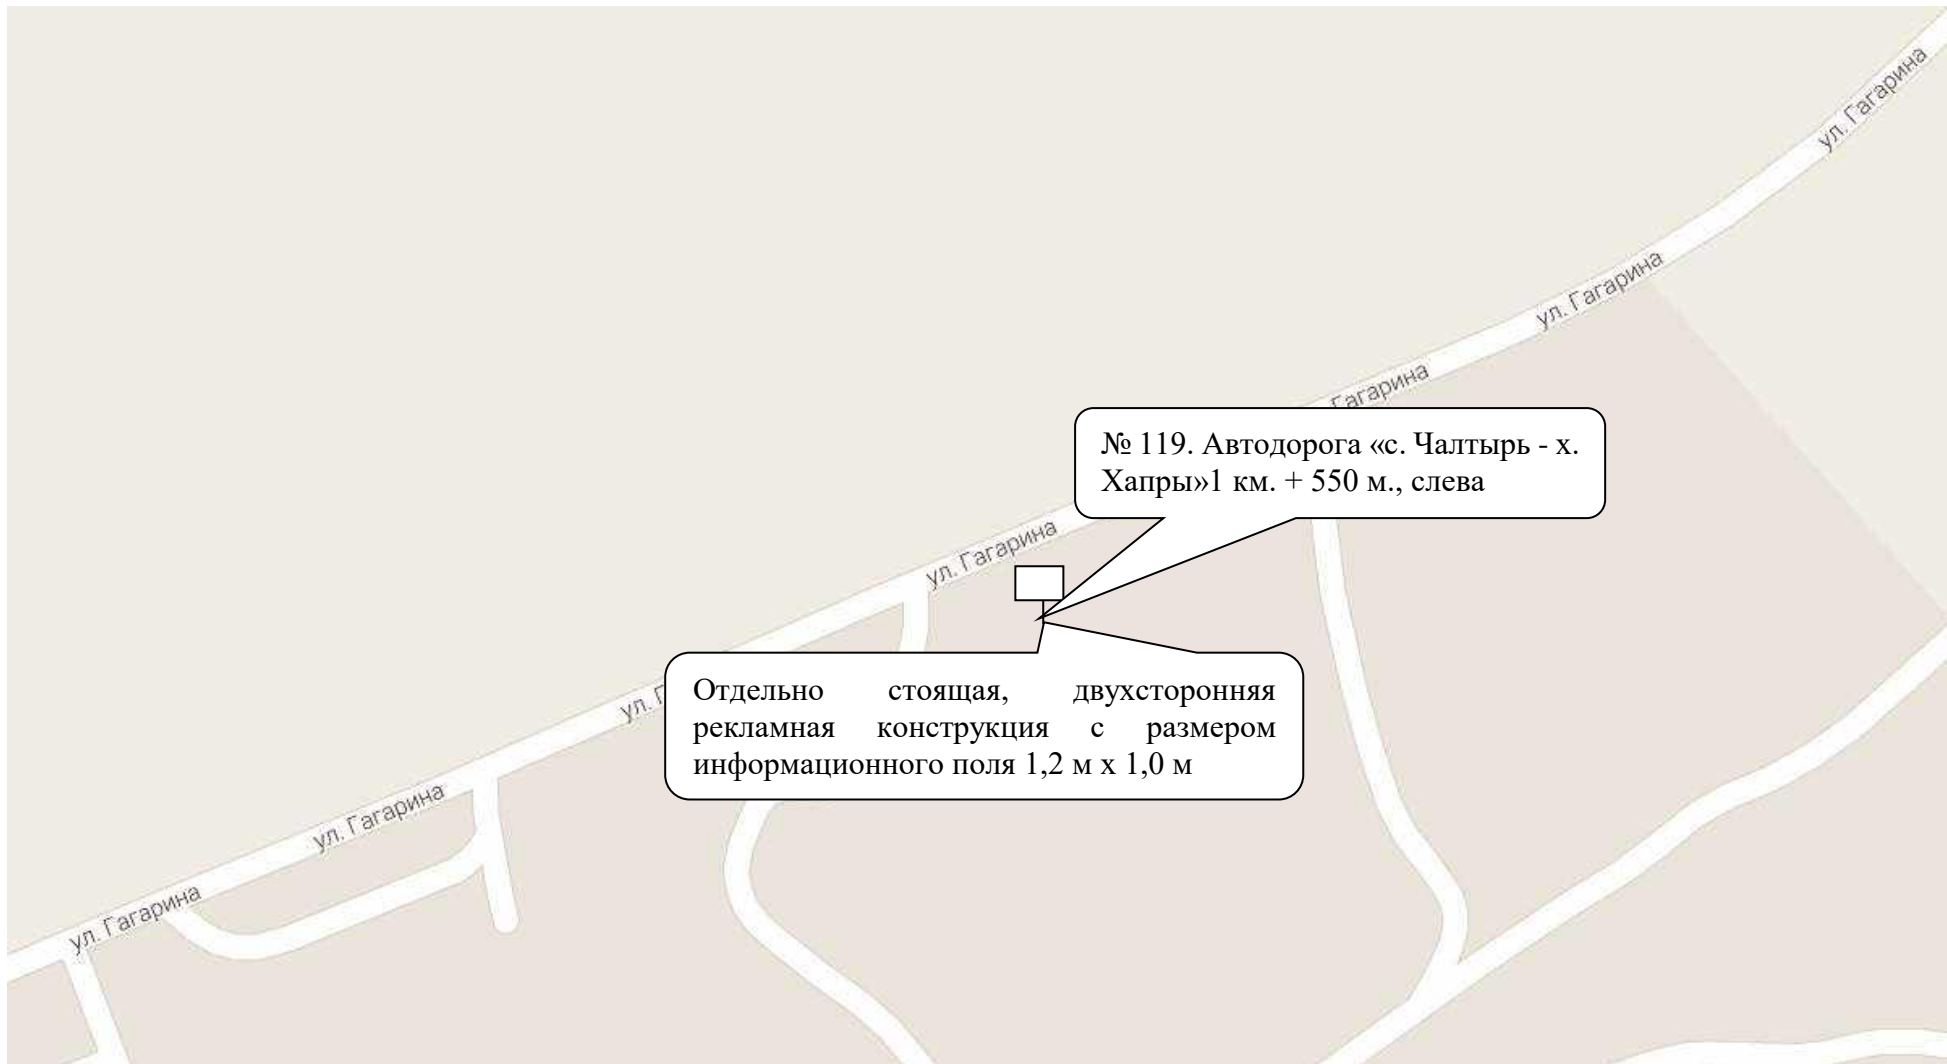 ул. Гагарина
ул. Гагарина
Гагарина
№ 119. Автодорога «с. Чалтырь - х.
Хапры»1 км. + 550 м., слева
ул. Гагарина
ул. Г
Отдельно стоящая, двухсторонняя
рекламная конструкция с размером
информационного поля 1,2 м х 1,0 м
ул. Гагарина
ул. Гагарина